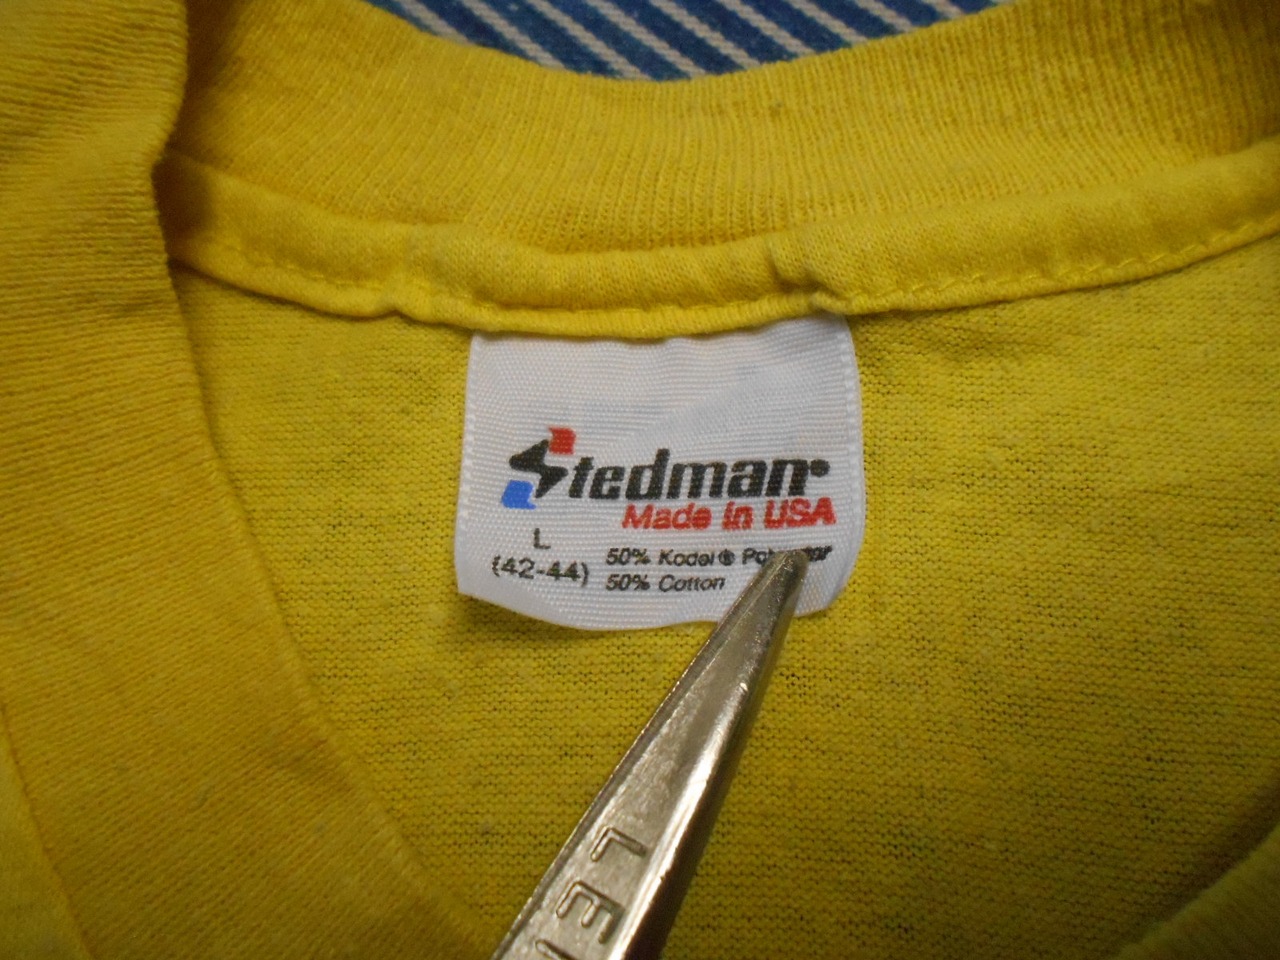 Stedman®
Made in USA
L
(42-44)
50% Kodel®
50% Cotton
LE